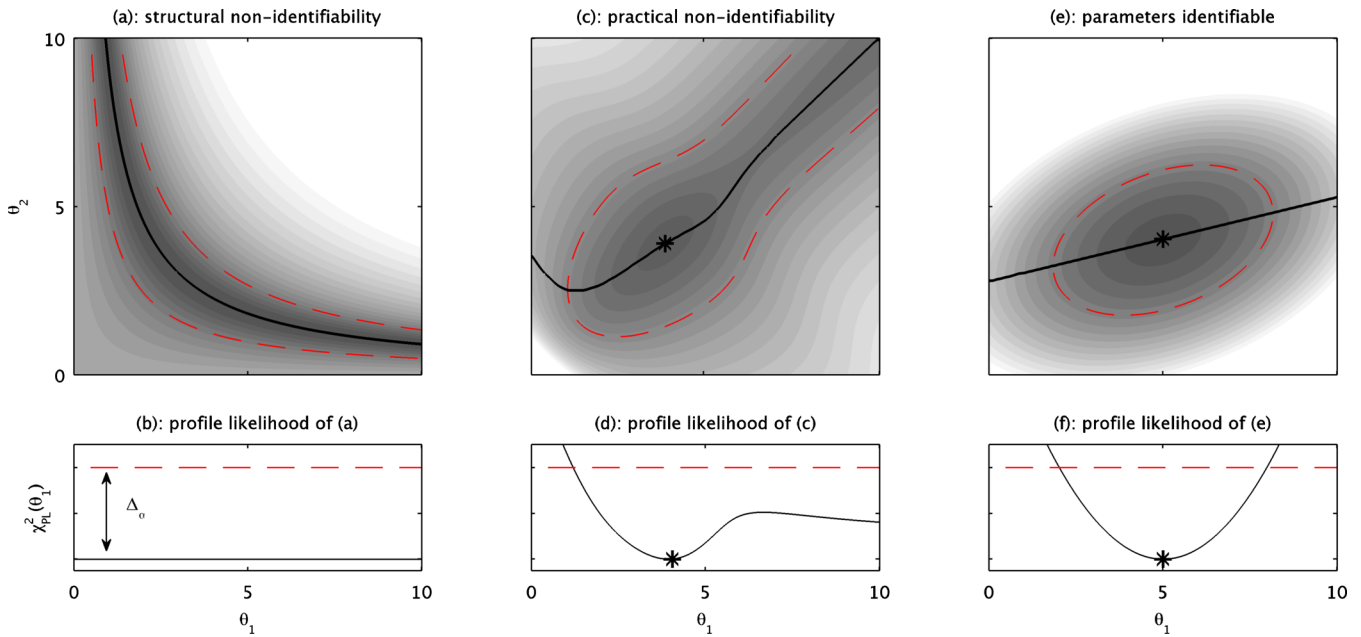 (a): structural non-identifiability
(c): practical non-identifiability
(e): parameters identifiable
10
5
0
θ₂
(b): profile likelihood of (a)
(d): profile likelihood of (c)
(f): profile likelihood of (e)
χ²PL(θ₁)
Δα
0 5 10
0 5 10
0 5 10
θ₁
θ₁
θ₁